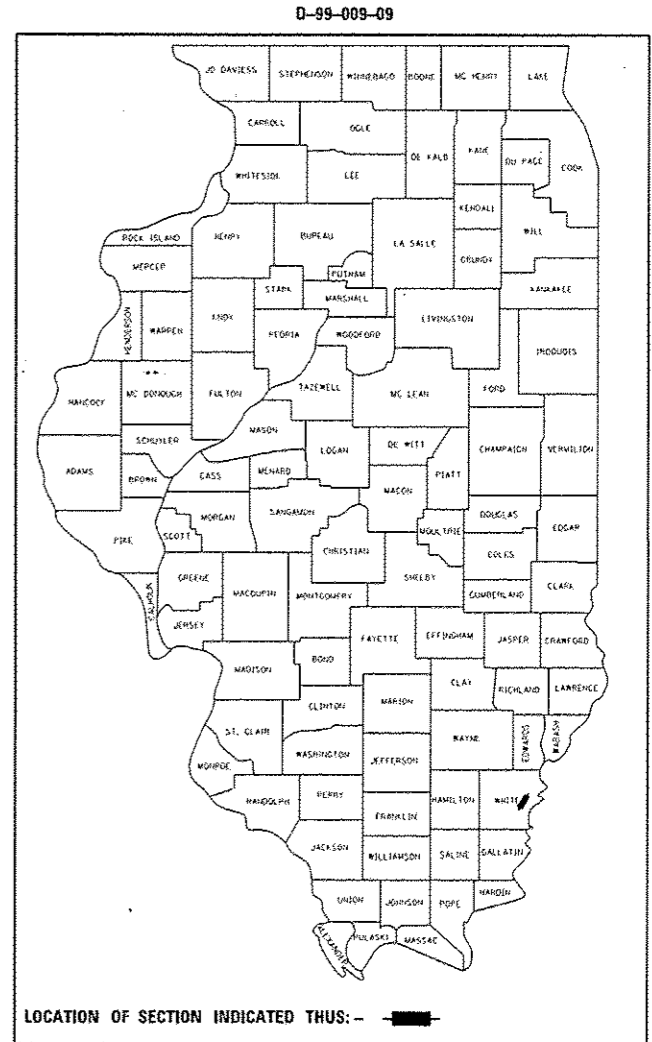 D-99-009-09
JO DAVIESS STEPHENSON WINNEBAGO BOONE MC HENRY LAKE
CARROLL OGLE
DE KALB KANE DU PAGE COOK
WHITESIDE LEE
KENDALL
ROCK ISLAND HENRY BUREAU LA SALLE WILL
MERCER PUTNAM GRUNDY
STARK KANKAKEE
HENDERSON WARREN KNOX MARSHALL LIVINGSTON
PEORIA WOODFORD IROQUOIS
HANCOCK MC DONOUGH FULTON TAZEWELL MC LEAN FORD
MASON
SCHUYLER LOGAN DE WITT CHAMPAIGN VERMILION
ADAMS BROWN CASS MENARD PIATT
MACON
PIKE MORGAN SANGAMON DOUGLAS
SCOTT MOULTRIE EDGAR
CHRISTIAN COLES
GREENE MACOUPIN MONTGOMERY SHELBY
CALHOUN CUMBERLAND CLARK
JERSEY
FAYETTE EFFINGHAM JASPER CRAWFORD
MADISON BOND
CLAY RICHLAND LAWRENCE
CLINTON MARION
ST. CLAIR WAYNE EDWARDS WABASH
WASHINGTON JEFFERSON
MONROE
RANDOLPH PERRY HAMILTON WHITE
FRANKLIN
JACKSON WILLIAMSON SALINE GALLATIN
HARDIN
UNION JOHNSON POPE
ALEXANDER PULASKI MASSAC
LOCATION OF SECTION INDICATED THUS: -